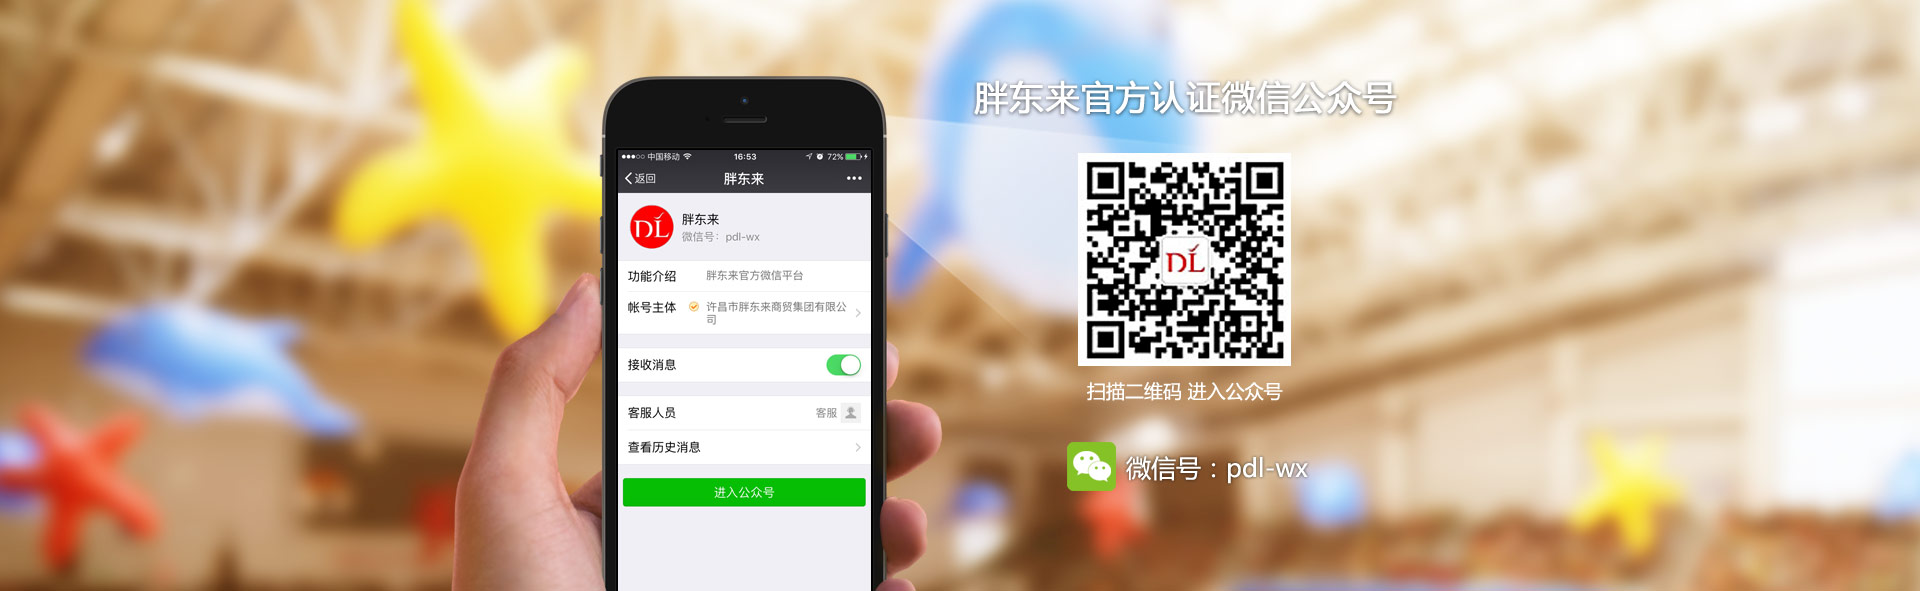 胖东来官方认证微信公众号
中国移动
16:53
72%
返回
胖东来
DL
胖东来
微信号: pdl-wx
功能介绍
胖东来官方微信平台
帐号主体
许昌市胖东来商贸集团有限公
司
接收消息
客服人员
客服
查看历史消息
进入公众号
DL
扫描二维码 进入公众号
微信号：pdl-wx